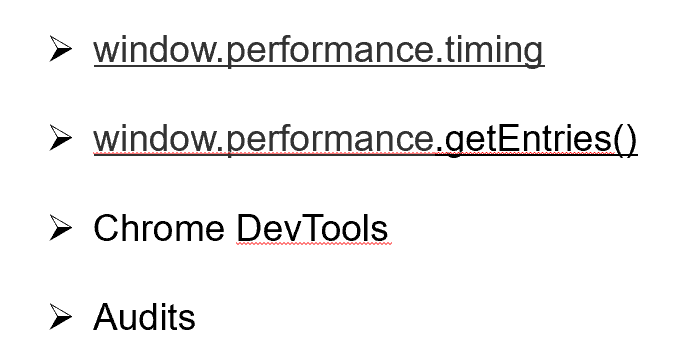 window.performance.timing
window.performance.getEntries()
Chrome DevTools
Audits